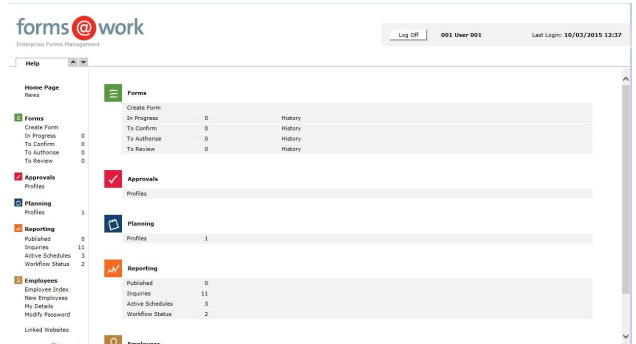 forms@work
Enterprise Forms Management
Log Off 001 User 001 Last Login: 10/03/2015 12:37
Help
Home Page
News
Forms
Create Form
In Progress 0
To Confirm 0
To Authorise 0
To Review 0
Approvals
Profiles
Planning
Profiles 1
Reporting
Published 0
Inquiries 11
Active Schedules 3
Workflow Status 2
Employees
Employee Index
New Employees
My Details
Modify Password
Linked Websites
Forms
Create Form
In Progress 0 History
To Confirm 0 History
To Authorise 0 History
To Review 0 History
Approvals
Profiles
Planning
Profiles 1
Reporting
Published 0
Inquiries 11
Active Schedules 3
Workflow Status 2
Employees